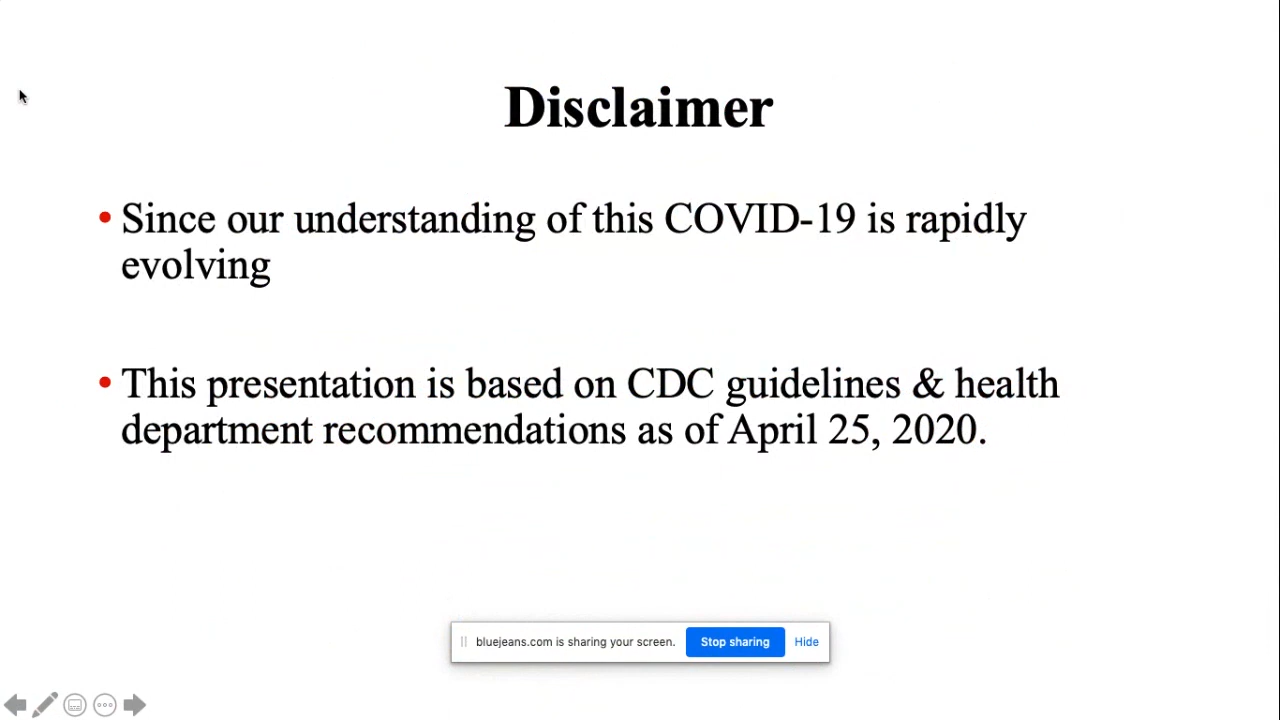 Disclaimer
• Since our understanding of this COVID-19 is rapidly
evolving
• This presentation is based on CDC guidelines & health
department recommendations as of April 25, 2020.
bluejeans.com is sharing your screen. Stop sharing Hide